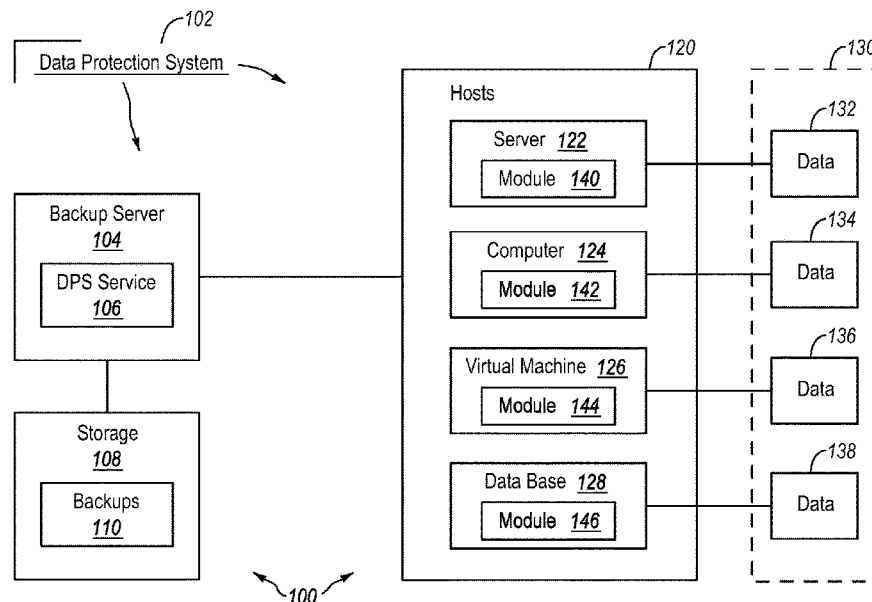 102
Data Protection System
120
130
Hosts
Server 122
Module 140
132
Data
Backup Server
104
DPS Service
106
Computer 124
Module 142
134
Data
Virtual Machine 126
Module 144
136
Data
Storage
108
Backups
110
Data Base 128
Module 146
138
Data
100